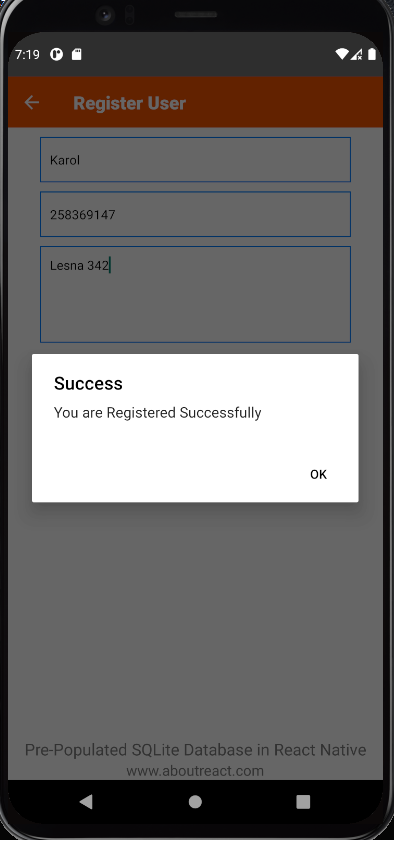 7:19
Register User
Karol
258369147
Lesna 342
Success
You are Registered Successfully
OK
Pre-Populated SQLite Database in React Native
www.aboutreact.com